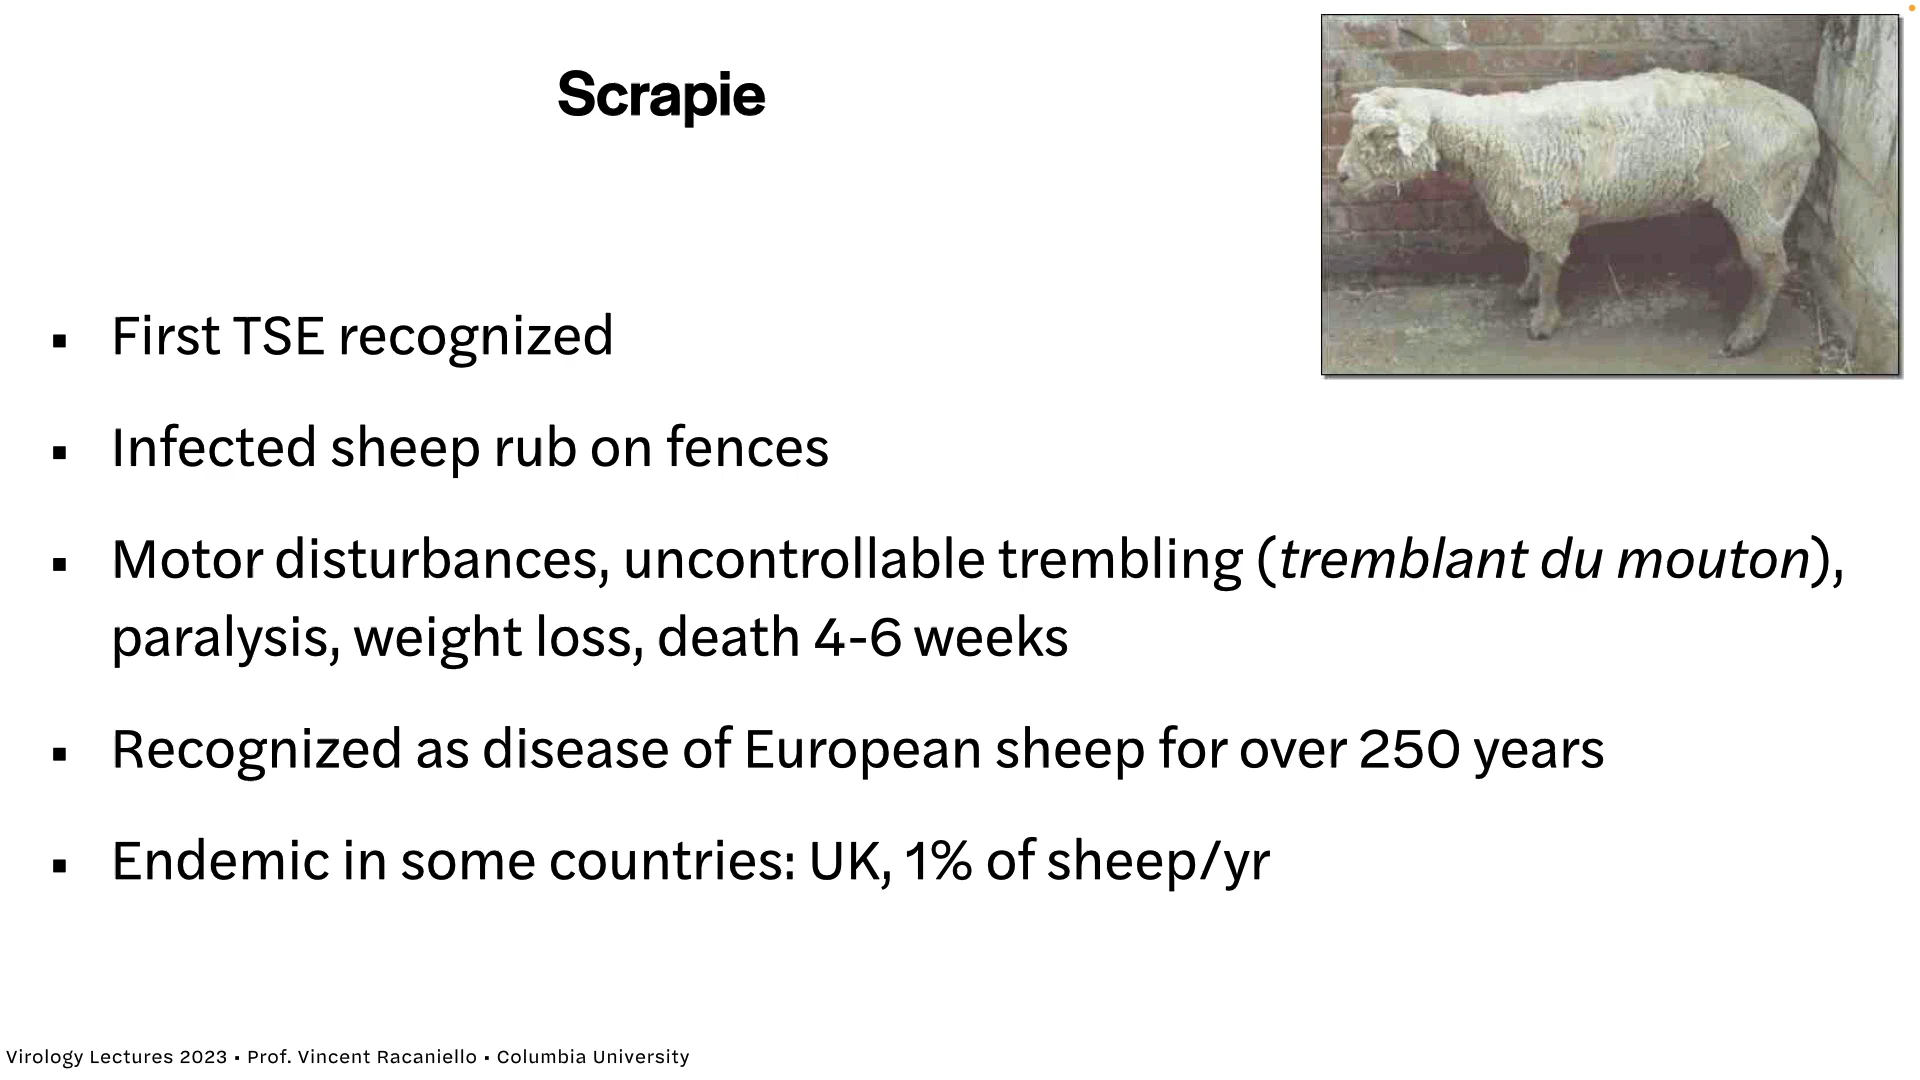 Scrapie
▪ First TSE recognized
▪ Infected sheep rub on fences
▪ Motor disturbances, uncontrollable trembling (tremblant du mouton),
paralysis, weight loss, death 4-6 weeks
▪ Recognized as disease of European sheep for over 250 years
▪ Endemic in some countries: UK, 1% of sheep/yr
Virology Lectures 2023 • Prof. Vincent Racaniello • Columbia University